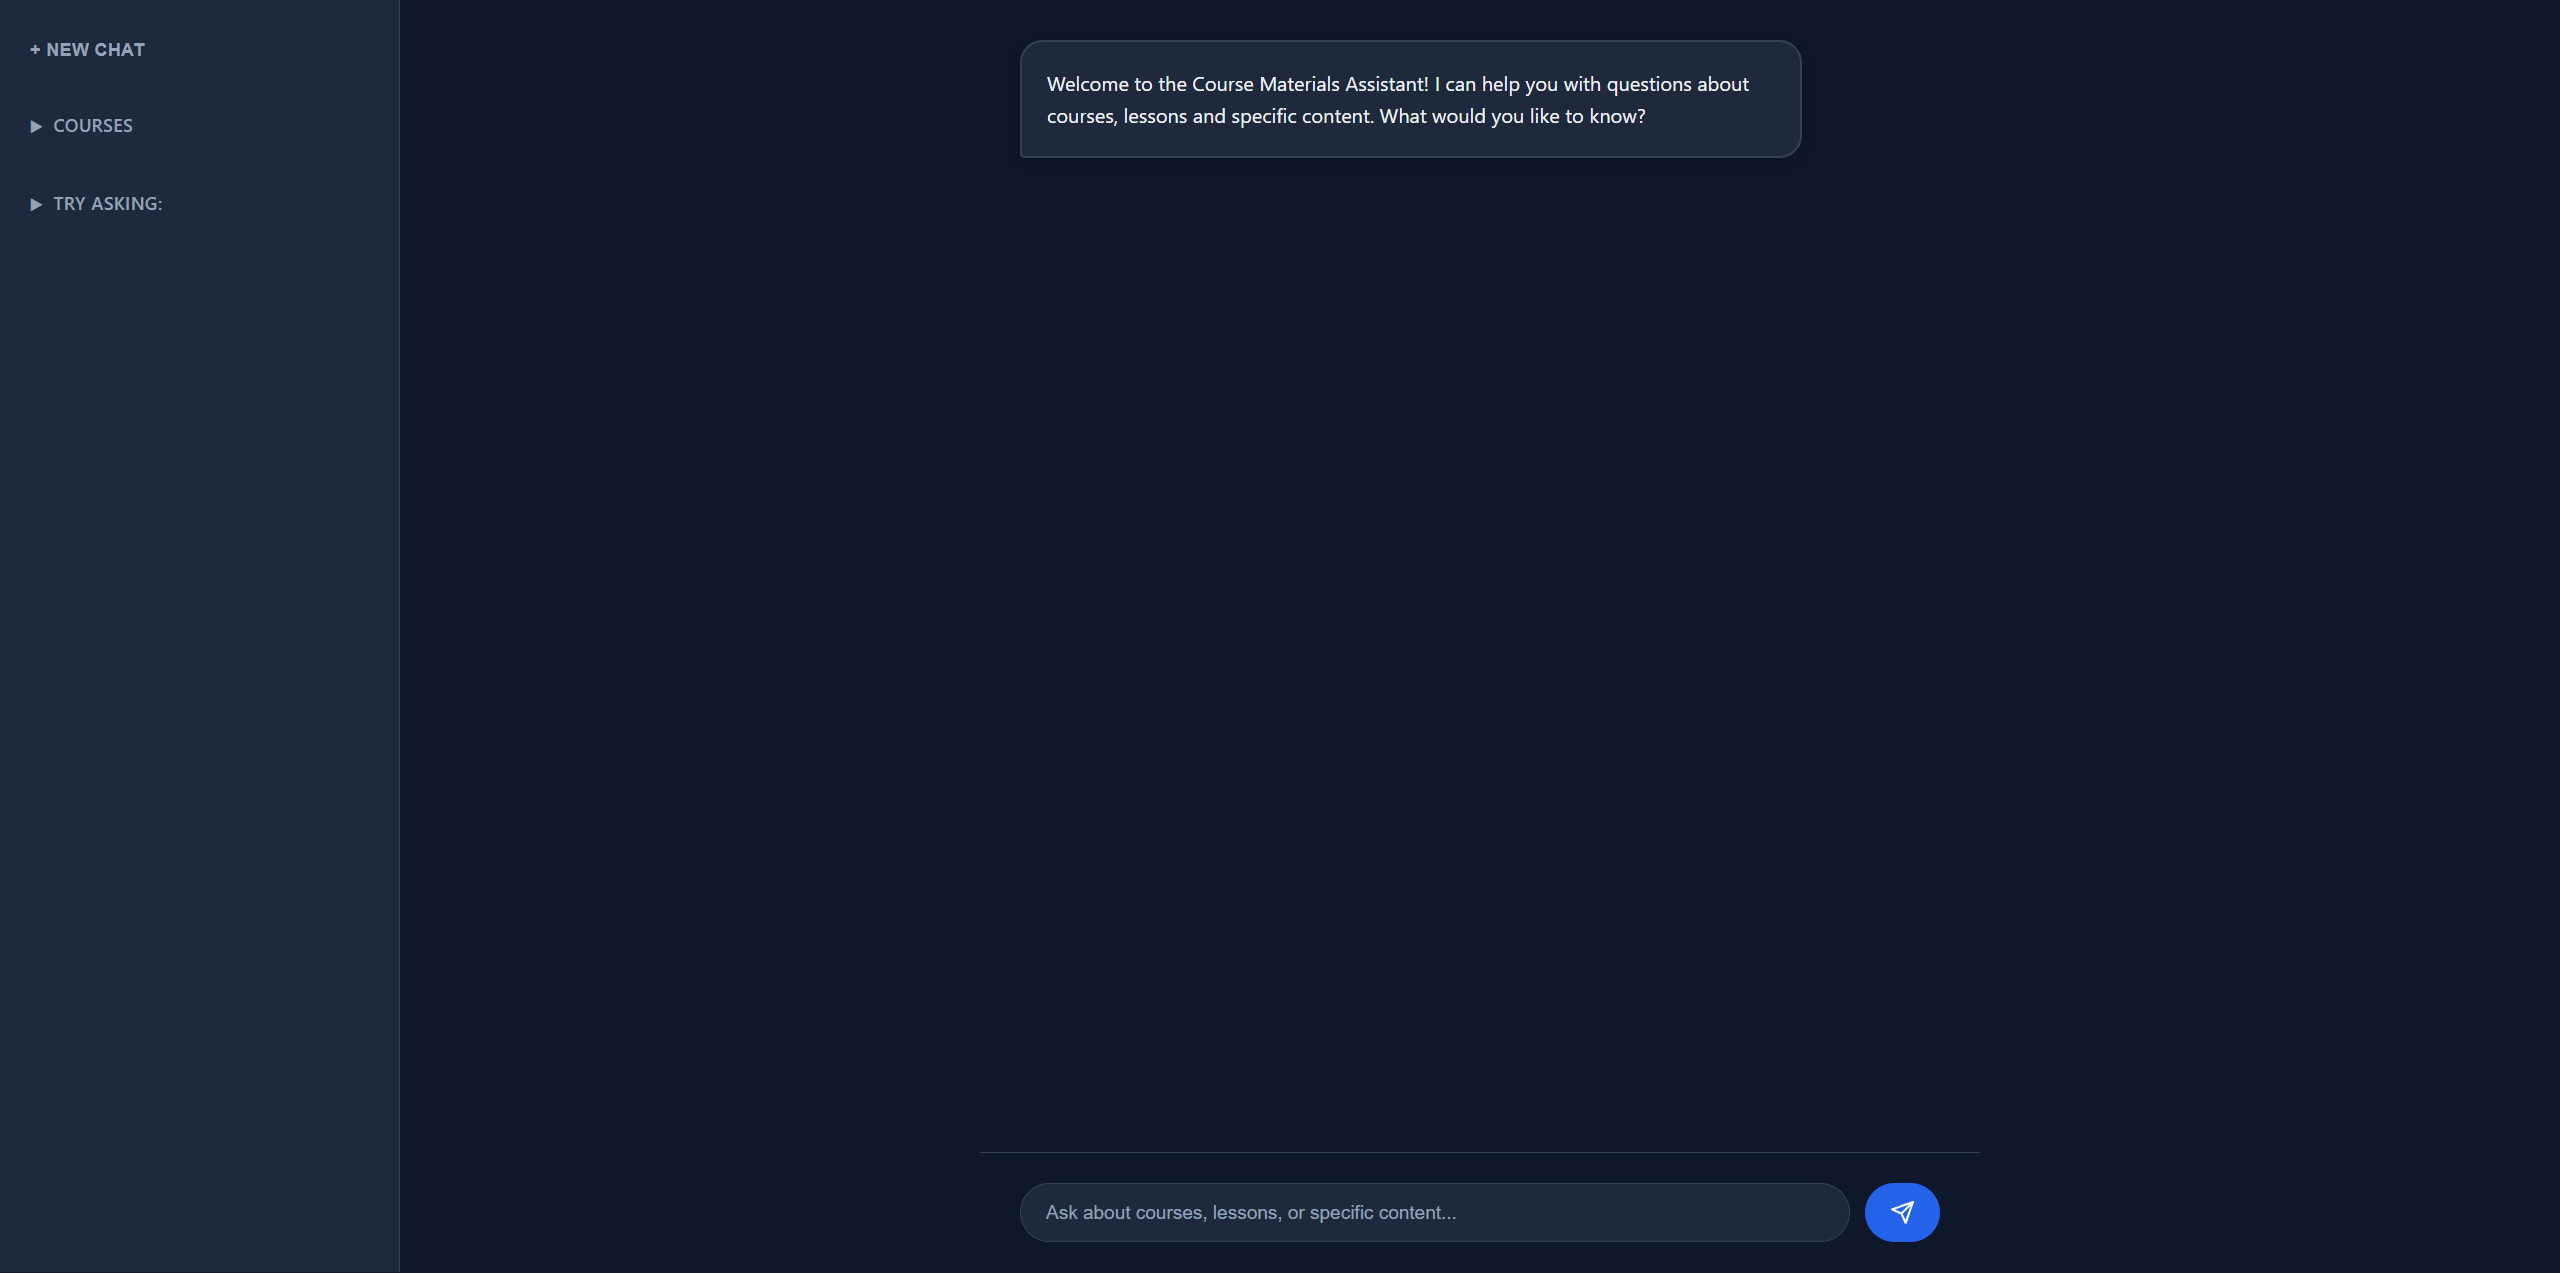 + NEW CHAT
▶ COURSES
▶ TRY ASKING:
Welcome to the Course Materials Assistant! I can help you with questions about
courses, lessons and specific content. What would you like to know?
Ask about courses, lessons, or specific content...